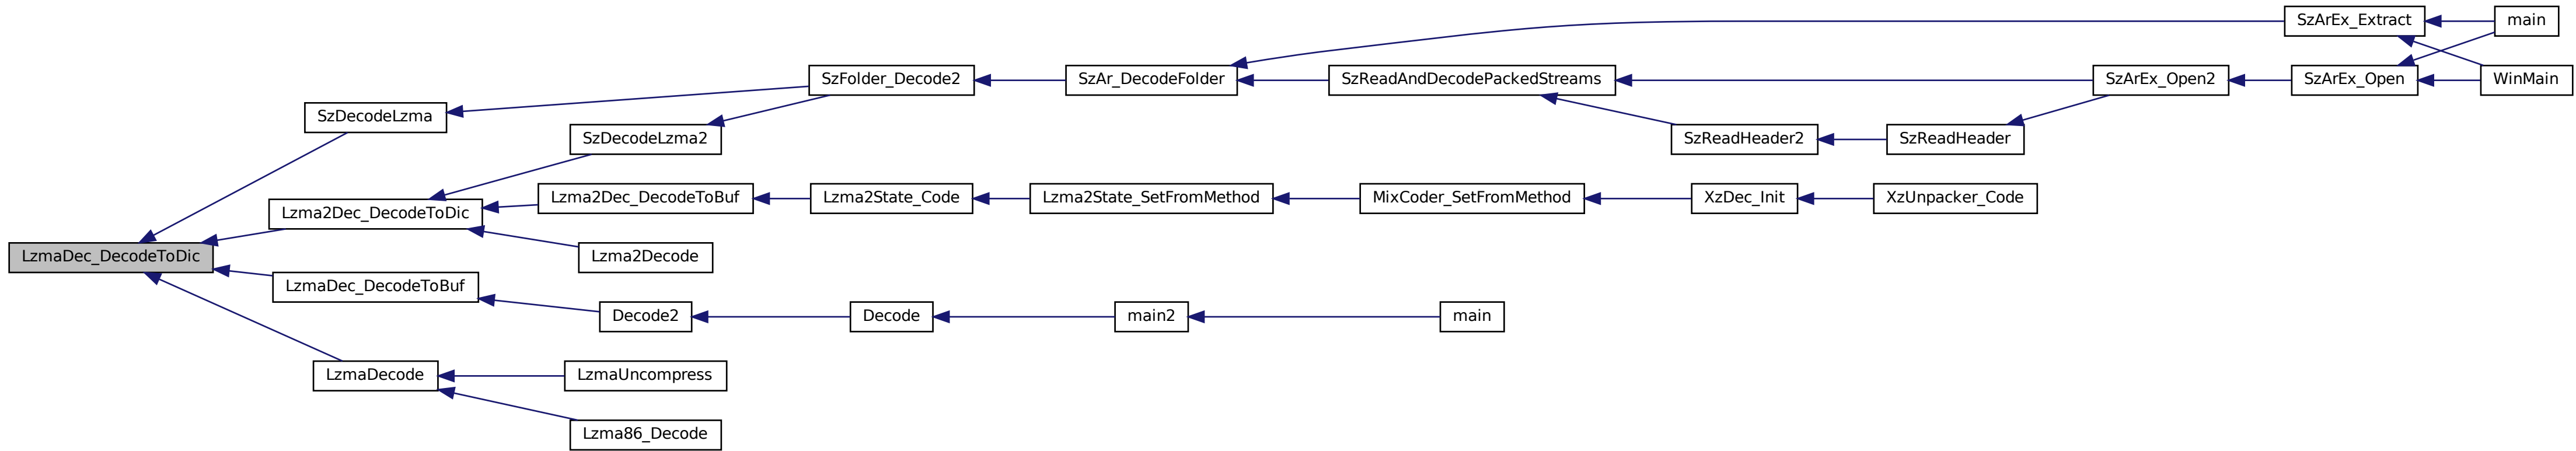 SzArEx_Extract
main
SzFolder_Decode2
SzAr_DecodeFolder
SzReadAndDecodePackedStreams
SzArEx_Open2
SzArEx_Open
WinMain
SzDecodeLzma
SzDecodeLzma2
SzReadHeader2
SzReadHeader
Lzma2Dec_DecodeToDic
Lzma2Dec_DecodeToBuf
Lzma2State_Code
Lzma2State_SetFromMethod
MixCoder_SetFromMethod
XzDec_Init
XzUnpacker_Code
LzmaDec_DecodeToDic
Lzma2Decode
LzmaDec_DecodeToBuf
Decode2
Decode
main2
main
LzmaDecode
LzmaUncompress
Lzma86_Decode